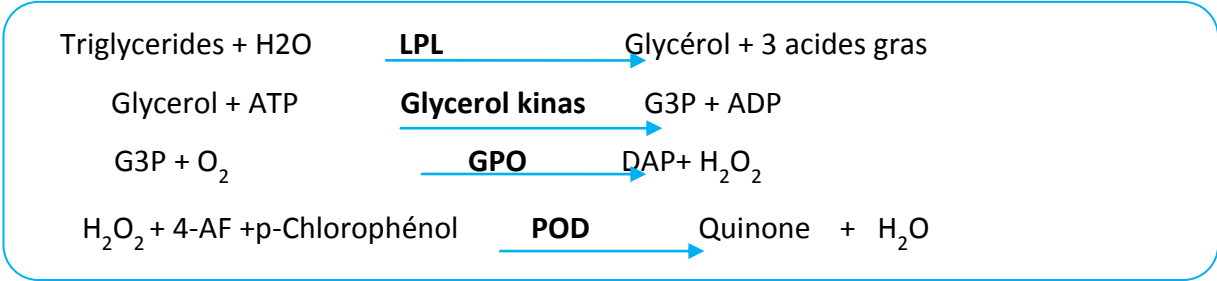 Triglycerides + H2O LPL Glycérol + 3 acides gras
Glycerol + ATP Glycerol kinas G3P + ADP
G3P + O₂ GPO DAP+ H₂O₂
H₂O₂ + 4-AF +p-Chlorophénol POD Quinone + H₂O